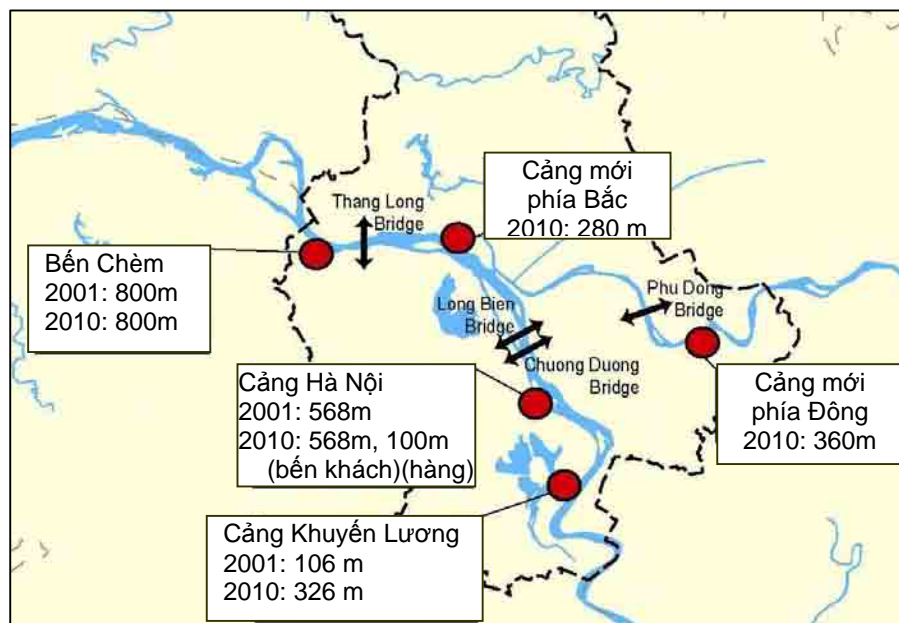 Thang Long
Bridge
Cảng mới
phía Bắc
2010: 280 m
Bến Chèm
2001: 800m
2010: 800m
Long Bien
Bridge
Phu Dong
Bridge
Chuong Duong
Bridge
Cảng Hà Nội
2001: 568m
2010: 568m, 100m
(bến khách)(hàng)
Cảng mới
phía Đông
2010: 360m
Cảng Khuyến Lương
2001: 106 m
2010: 326 m